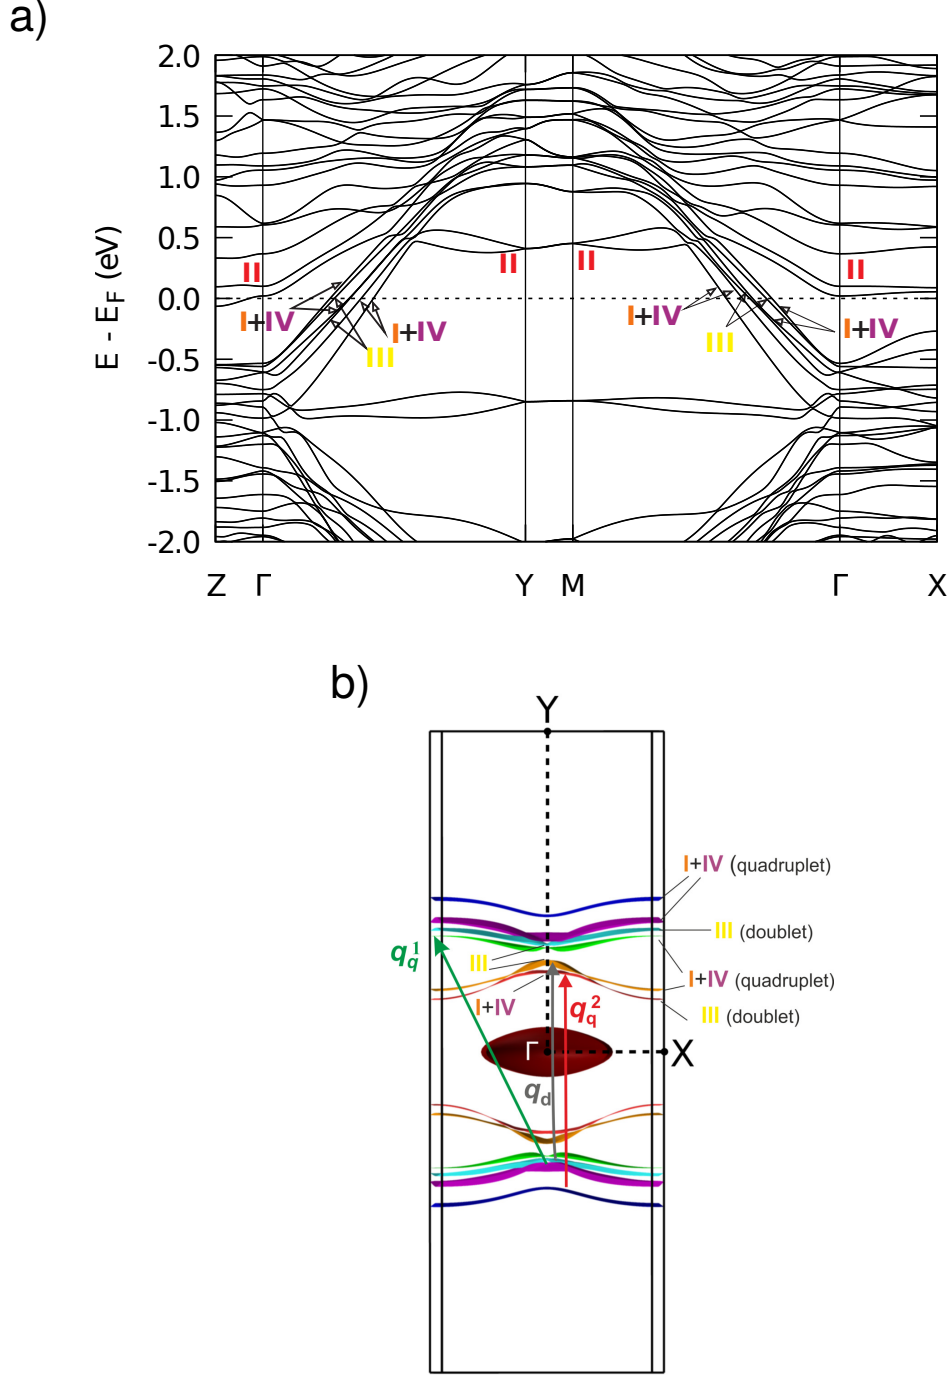 a)
2.0
1.5
1.0
0.5
0.0
-0.5
-1.0
-1.5
-2.0
E - E_F (eV)
II
II
II
II
I+IV
III
I+IV
I+IV
III
I+IV
Z Γ Y M Γ X
b)
Y
I+IV (quadruplet)
III (doublet)
I+IV (quadruplet)
III (doublet)
q_q^1
III
I+IV
q_q^2
Γ
X
q_d